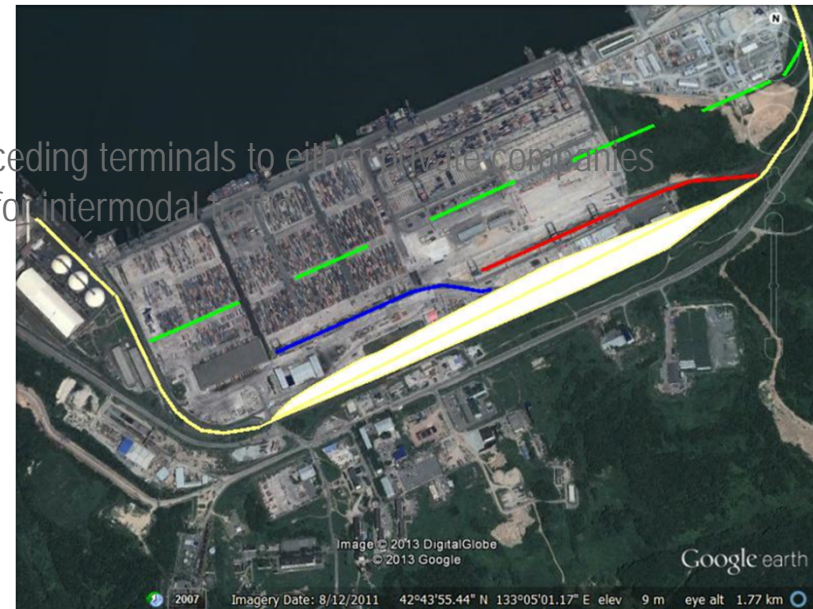 N
ceding terminals to either private companies
for intermodal
Image © 2013 DigitalGlobe
© 2013 Google
Google earth
2007 Imagery Date: 8/12/2011 42°43'55.44" N 133°05'01.17" E elev 9 m eye alt 1.77 km